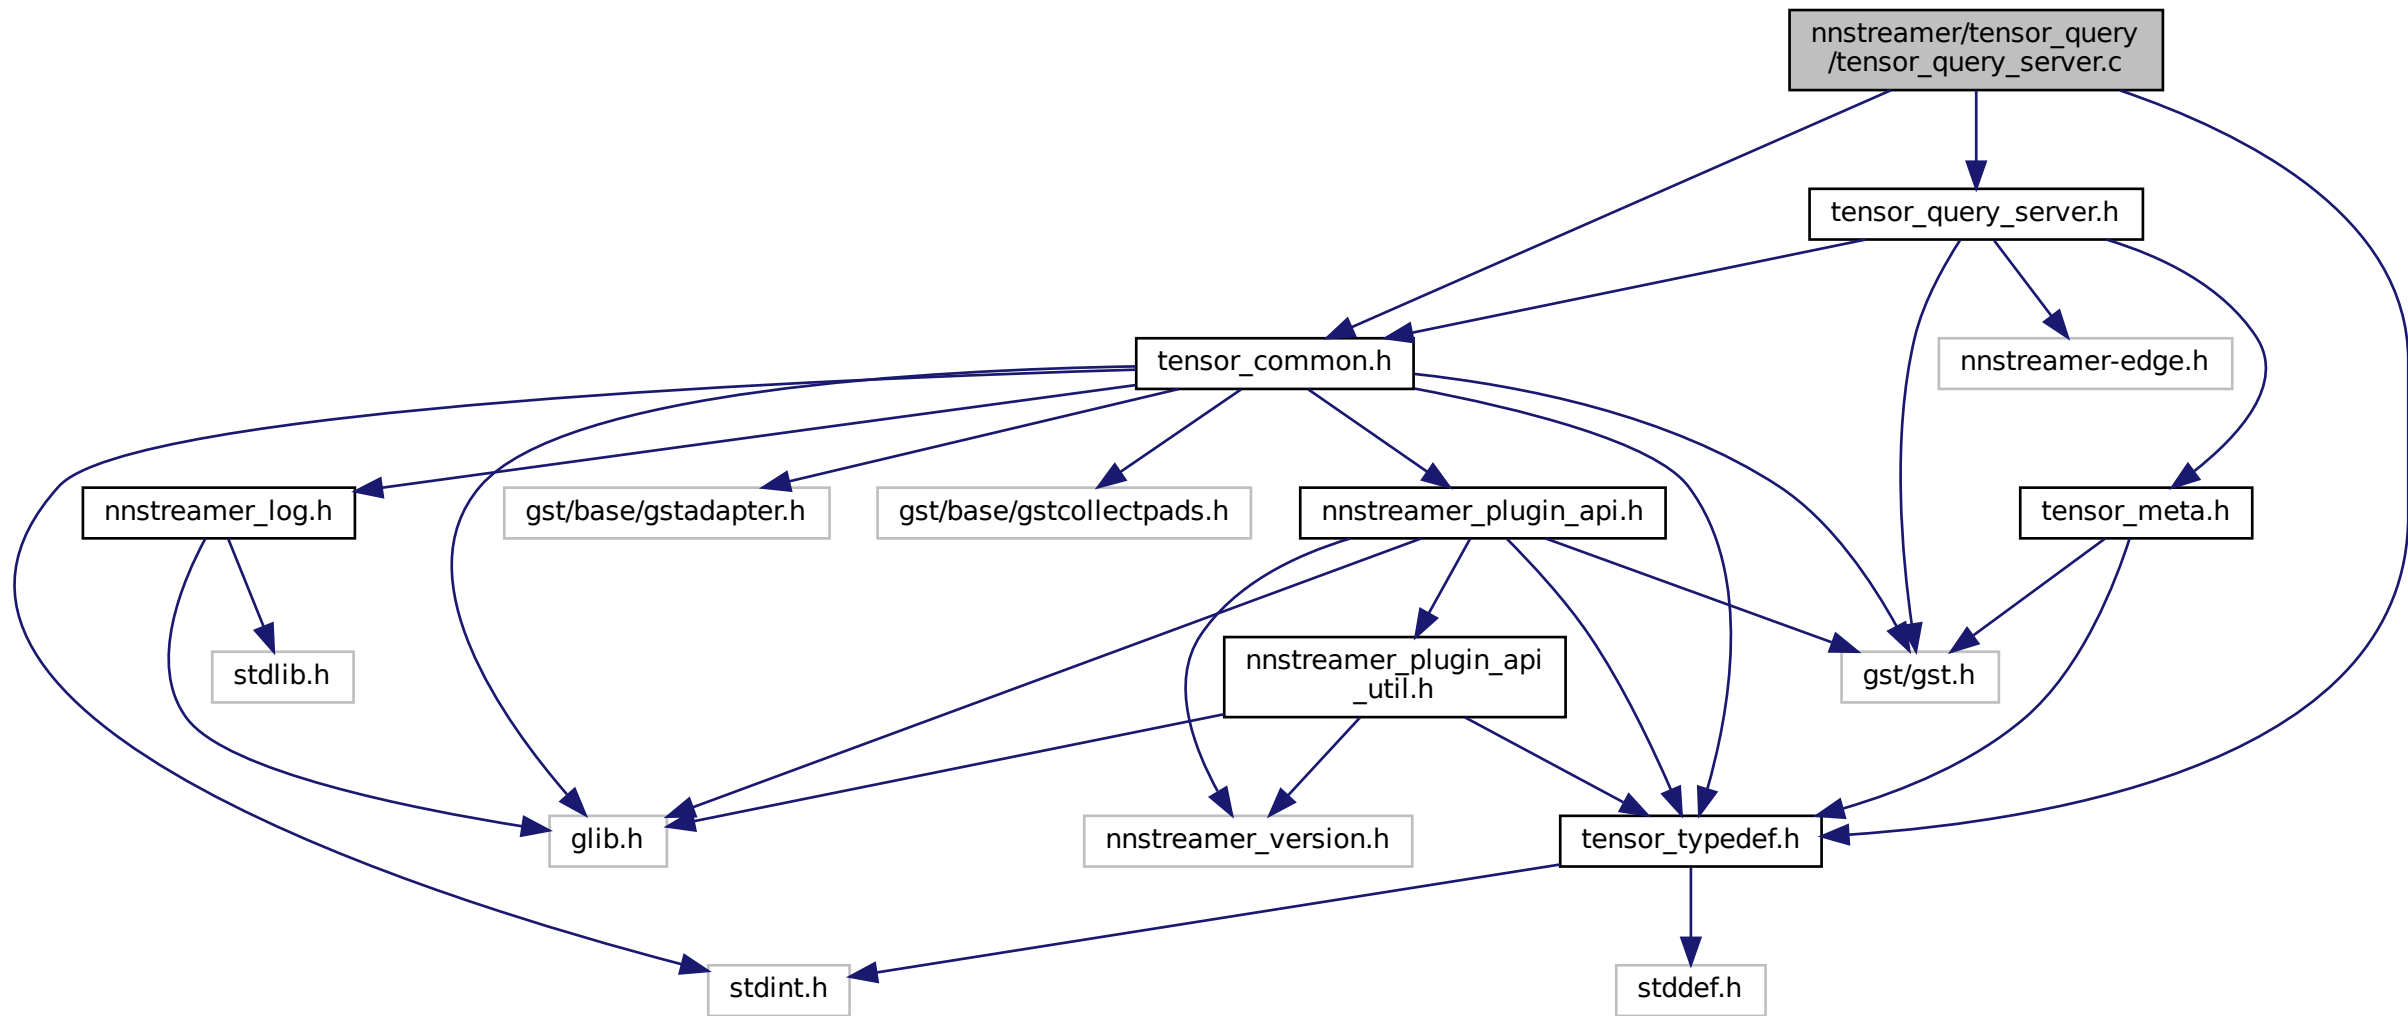 nnstreamer/tensor_query
/tensor_query_server.c
tensor_query_server.h
tensor_common.h
nnstreamer-edge.h
nnstreamer_log.h
gst/base/gstadapter.h
gst/base/gstcollectpads.h
nnstreamer_plugin_api.h
tensor_meta.h
stdlib.h
nnstreamer_plugin_api
_util.h
gst/gst.h
glib.h
nnstreamer_version.h
tensor_typedef.h
stdint.h
stddef.h